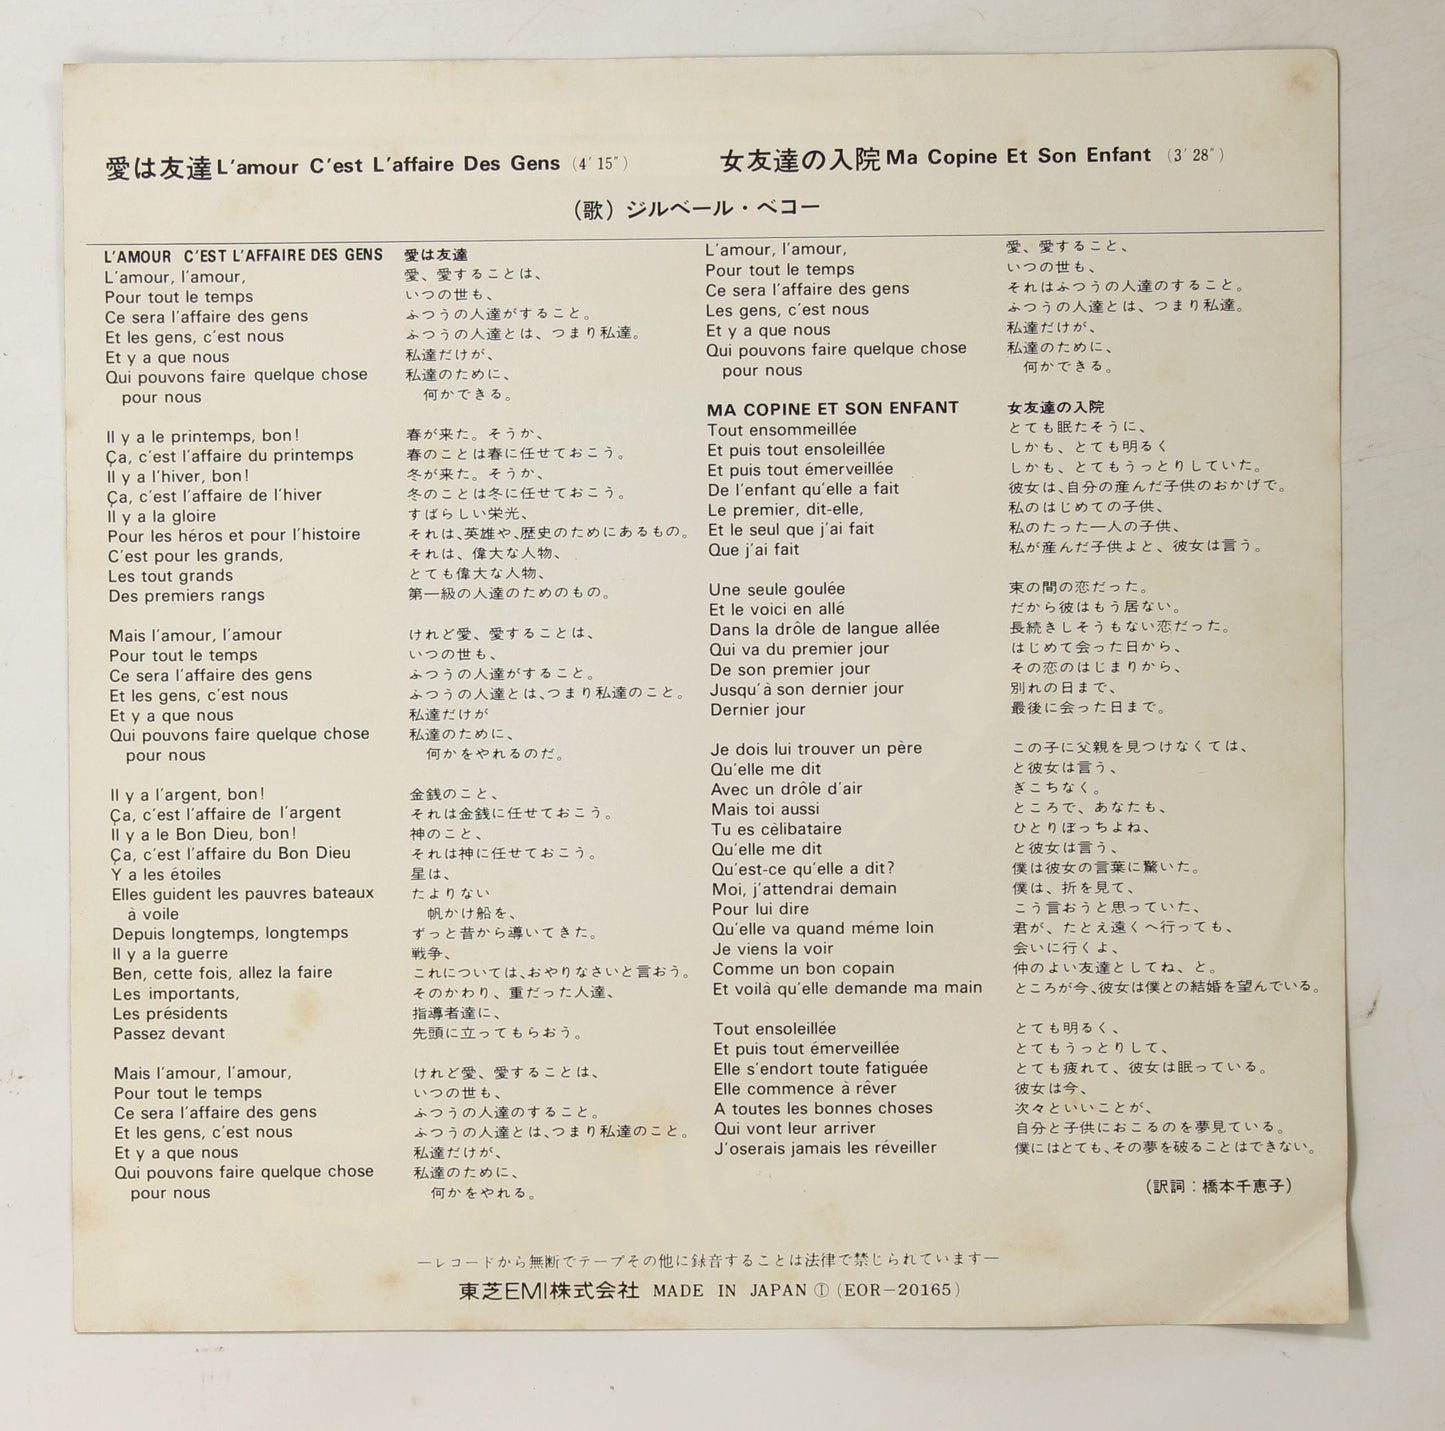 愛は友達 L'amour C'est L'affaire Des Gens (4'15")
女友達の入院 Ma Copine Et Son Enfant (3'28")
(歌) ジルベール・ベコー
L'AMOUR C'EST L'AFFAIRE DES GENS
L'amour, l'amour,
Pour tout le temps
Ce sera l'affaire des gens
Et les gens, c'est nous
Et y a que nous
Qui pouvons faire quelque chose
pour nous
Il y a le printemps, bon!
Ça, c'est l'affaire du printemps
Il y a l'hiver, bon!
Ça, c'est l'affaire de l'hiver
Il y a la gloire
Pour les héros et pour l'histoire
C'est pour les grands,
Les tout grands
Des premiers rangs
Mais l'amour, l'amour
Pour tout le temps
Ce sera l'affaire des gens
Et les gens, c'est nous
Et y a que nous
Qui pouvons faire quelque chose
pour nous
Il y a l'argent, bon!
Ça, c'est l'affaire de l'argent
Il y a le Bon Dieu, bon!
Ça, c'est l'affaire du Bon Dieu
Y a les étoiles
Elles guident les pauvres bateaux
à voile
Depuis longtemps, longtemps
Il y a la guerre
Ben, cette fois, allez la faire
Les importants,
Les présidents
Passez devant
Mais l'amour, l'amour,
Pour tout le temps
Ce sera l'affaire des gens
Et les gens, c'est nous
Et y a que nous
Qui pouvons faire quelque chose
pour nous
愛は友達
愛、愛することは、
いつの世も、
ふつうの人達がすること。
ふつうの人達とは、つまり私達。
私達だけが、
私達のために、
何かできる。
春が来た。そうか、
春のことは春に任せておこう。
冬が来た。そうか、
冬のことは冬に任せておこう。
すばらしい栄光、
それは、英雄や、歴史のためにあるもの。
それは、偉大な人物、
とても偉大な人物、
第一級の人達のためのもの。
けれど愛、愛することは、
いつの世も、
ふつうの人達がすること。
ふつうの人達とは、つまり私達のこと。
私達だけが
私達のために、
何かをやれるのだ。
金銭のこと、
それは金銭に任せておこう。
神のこと、
それは神に任せておこう。
星は、
たよりない
帆かけ船を、
ずっと昔から導いてきた。
戦争、
これについては、おやりなさいと言おう。
そのかわり、重だった人達、
指導者達に、
先頭に立ってもらおう。
けれど愛、愛することは、
いつの世も、
ふつうの人達のすること。
ふつうの人達とは、つまり私達のこと。
私達だけが、
私達のために、
何かをやれる。
L'amour, l'amour,
Pour tout le temps
Ce sera l'affaire des gens
Les gens, c'est nous
Et y a que nous
Qui pouvons faire quelque chose
pour nous
MA COPINE ET SON ENFANT
Tout ensommeillée
Et puis tout ensoleillée
Et puis tout émerveillée
De l'enfant qu'elle a fait
Le premier, dit-elle,
Et le seul que j'ai fait
Que j'ai fait
Une seule goulée
Et le voici en allé
Dans la drôle de langue allée
Qui va du premier jour
De son premier jour
Jusqu'à son dernier jour
Dernier jour
Je dois lui trouver un père
Qu'elle me dit
Avec un drôle d'air
Mais toi aussi
Tu es cèlibataire
Qu'elle me dit
Qu'est-ce qu'elle a dit?
Moi, j'attendrai demain
Pour lui dire
Qu'elle va quand méme loin
Je viens la voir
Comme un bon copain
Et voilà qu'elle demande ma main
Tout ensoleillée
Et puis tout émerveillée
Elle s'endort toute fatiguée
Elle commence à rêver
A toutes les bonnes choses
Qui vont leur arriver
J'oserais jamais les réveiller
愛、愛すること、
いつの世も、
それはふつうの人達のすること。
ふつうの人達とは、つまり私達。
私達だけが、
私達のために、
何かできる。
女友達の入院
とても眠たそうに、
しかも、とても明るく
しかも、とてもうっとりしていた。
彼女は、自分の産んだ子供のおかげで。
私のはじめての子供、
私のたった一人の子供、
私が産んだ子供よと、彼女は言う。
束の間の恋だった。
だから彼はもう居ない。
長続きしそうもない恋だった。
はじめて会った日から、
その恋のはじまりから、
別れの日まで、
最後に会った日まで。
この子に父親を見つけなくては、
と彼女は言う、
ぎこちなく。
ところで、あなたも、
ひとりぼっちよね、
と彼女は言う、
僕は彼女の言葉に驚いた。
僕は、折を見て、
こう言おうと思っていた、
君が、たとえ遠くへ行っても、
会いに行くよ、
仲のよい友達としてね、と。
ところが今、彼女は僕との結婚を望んでいる。
とても明るく、
とてもうっとりして、
とても疲れて、彼女は眠っている。
彼女は今、
次々といいことが、
自分と子供におこるのを夢見ている。
僕にはとても、その夢を破ることはできない。
(訳詞:橋本千恵子)
―レコードから無断でテープその他に録音することは法律で禁じられています―
東芝EMI株式会社 MADE IN JAPAN Ⓘ (EOR-20165)